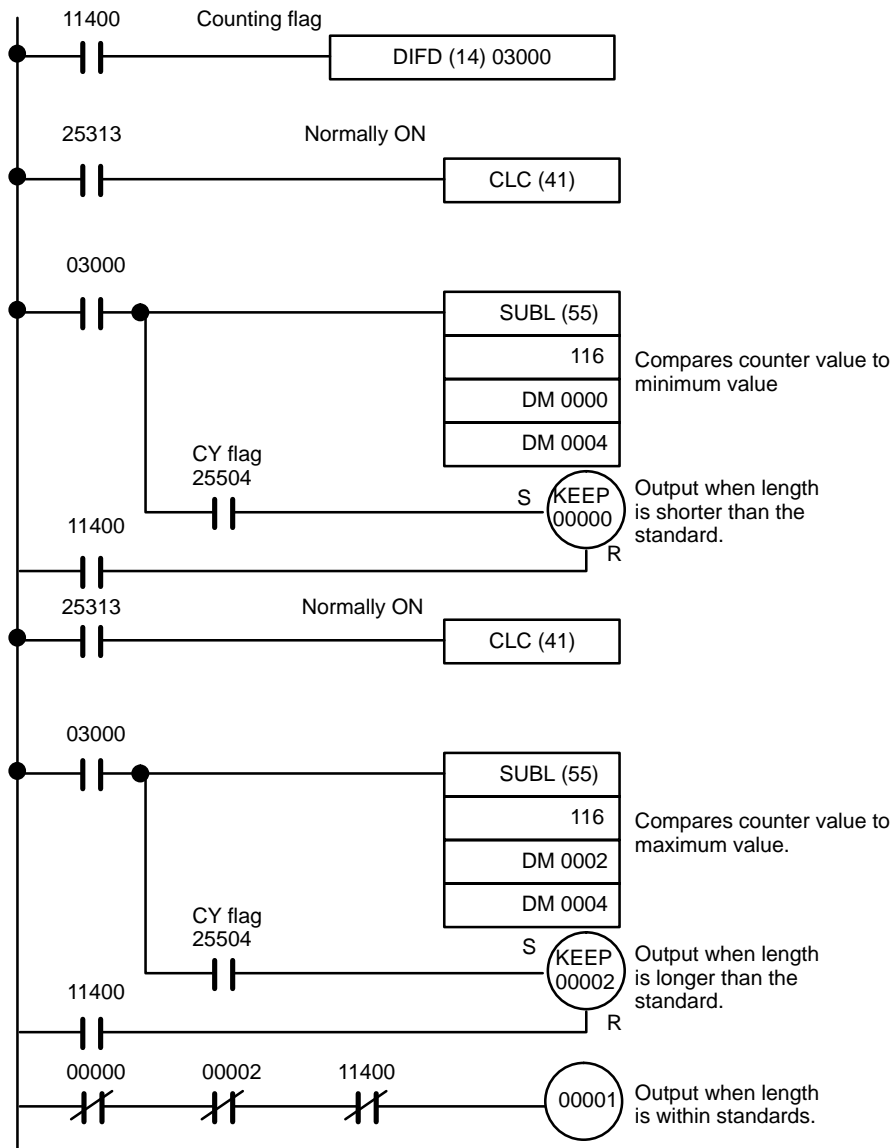 11400 Counting flag
DIFD (14) 03000
25313 Normally ON
CLC (41)
03000
SUBL (55)
116
DM 0000
DM 0004
Compares counter value to
minimum value
CY flag
25504
S
KEEP
00000
R
Output when length
is shorter than the
standard.
11400
25313 Normally ON
CLC (41)
03000
SUBL (55)
116
DM 0002
DM 0004
Compares counter value to
maximum value.
CY flag
25504
S
KEEP
00002
R
Output when length
is longer than the
standard.
11400
00000 00002 11400
00001
Output when length
is within standards.